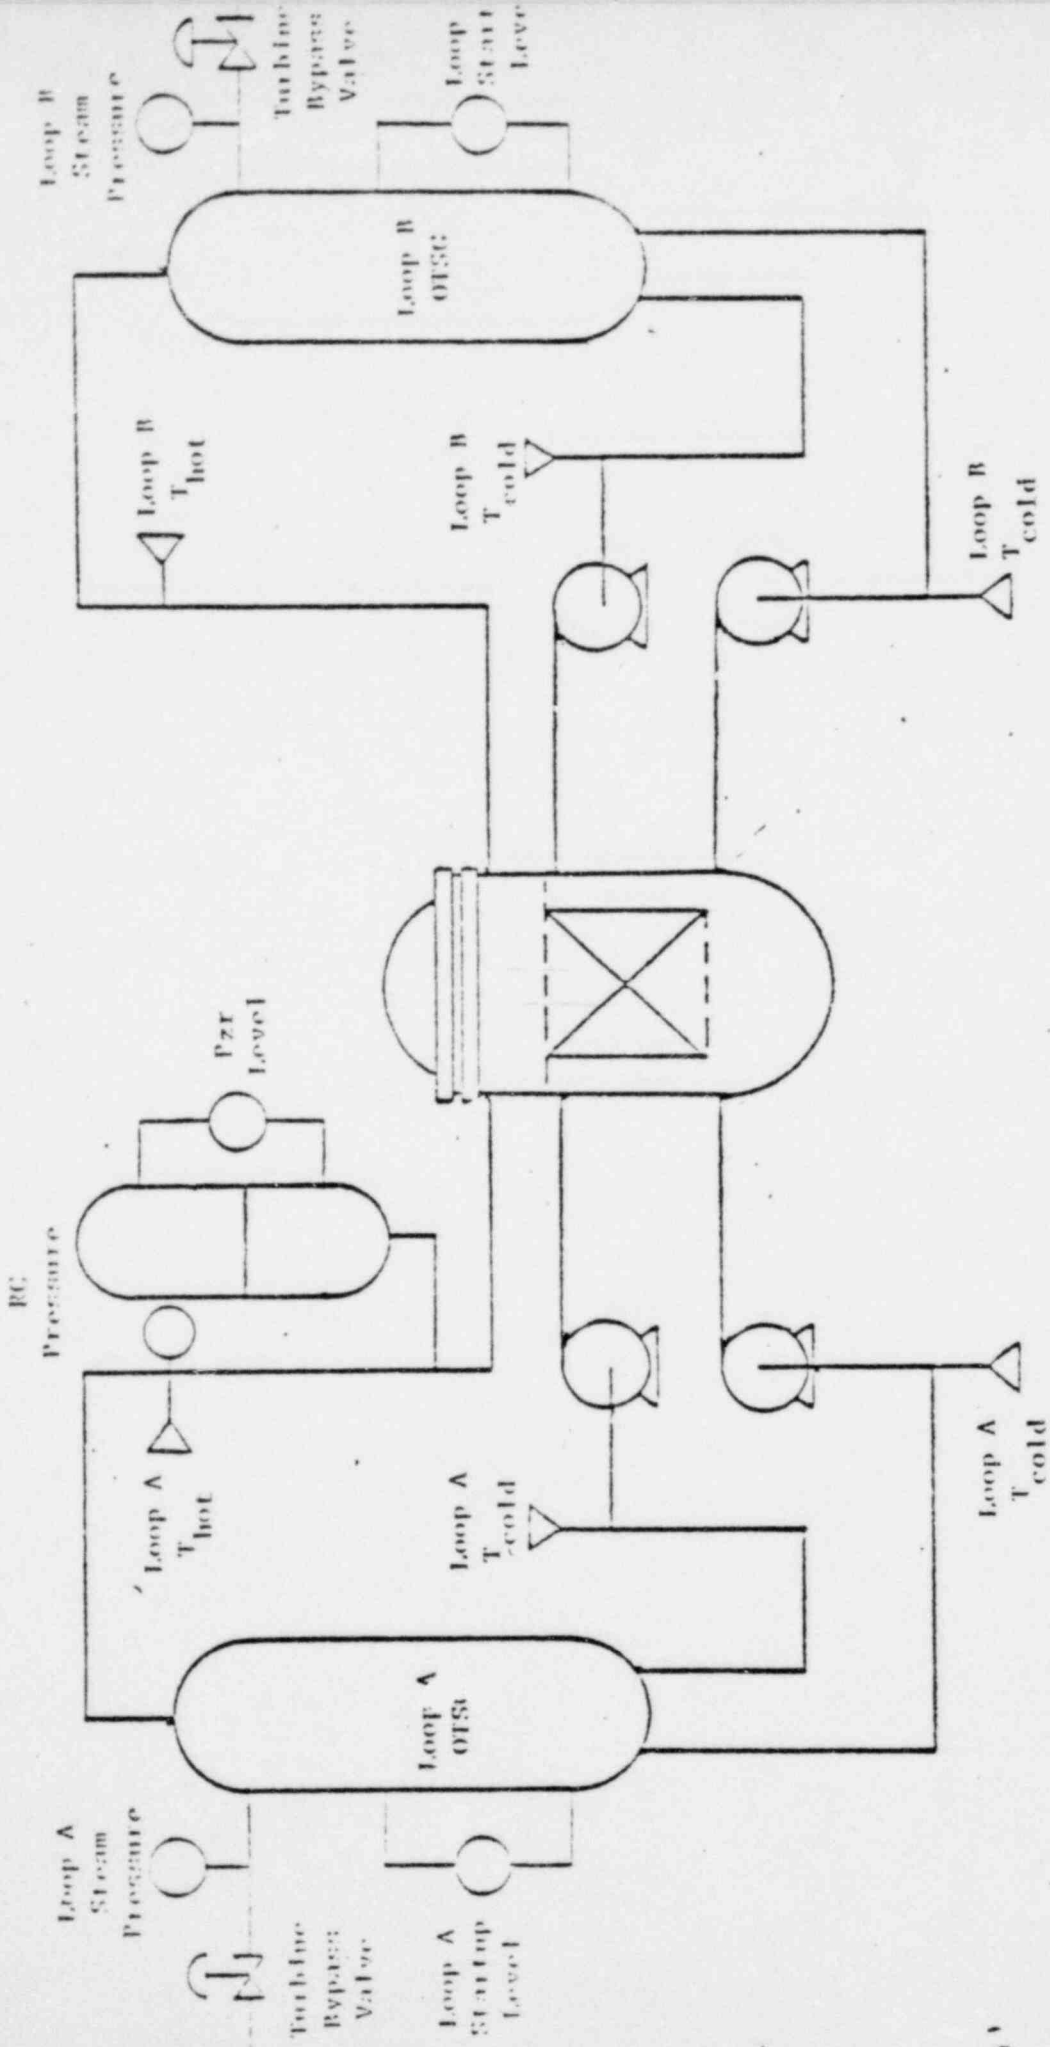 RC
Pressure
Pzr
Level
Loop A
Steam
Pressure
Loop A
T hot
Loop B
T hot
Loop B
Steam
Pressure
Turbine
Bypass
Valve
Turbine
Bypass
Valve
Loop A
Startup
Level
Loop A
OTSG
Loop A
T cold
Loop B
T cold
Loop B
OTSG
Loop
Start
Leve
Loop A
T cold
Loop B
T cold